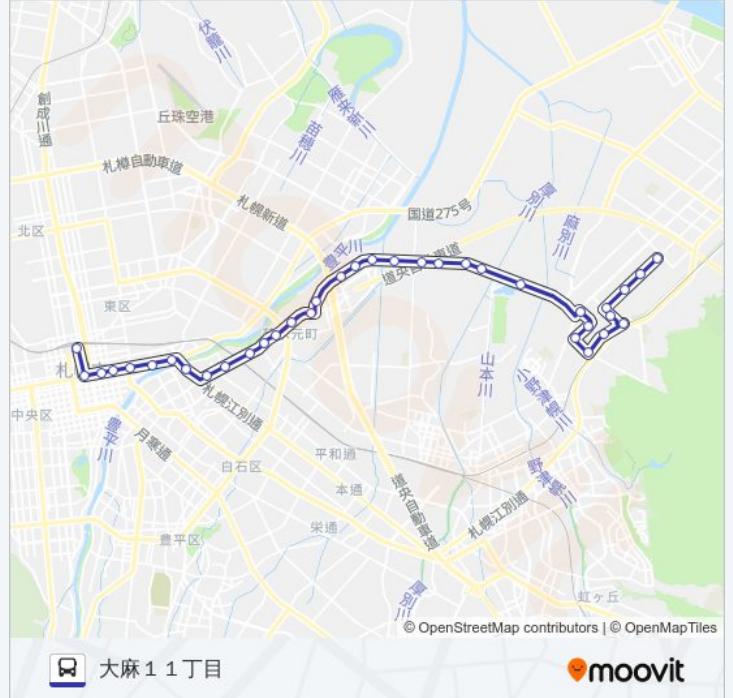 伏籠川
創成川通
丘珠空港
雁来新川
苗穂川
札樽自動車道
厚別川
札幌新道
国道275号
麻別川
北区
豊平川
道央自動車道
東区
元町
山本川
札幌江別通
小野津幌川
中央区
豊平川
月寒通
平和通
白石区
野津幌川
本通
道央自動車道
札幌江別通
栄通
豊平区
厚別川
虹ヶ丘
© OpenStreetMap contributors | © OpenMapTiles
大麻１１丁目
moovit